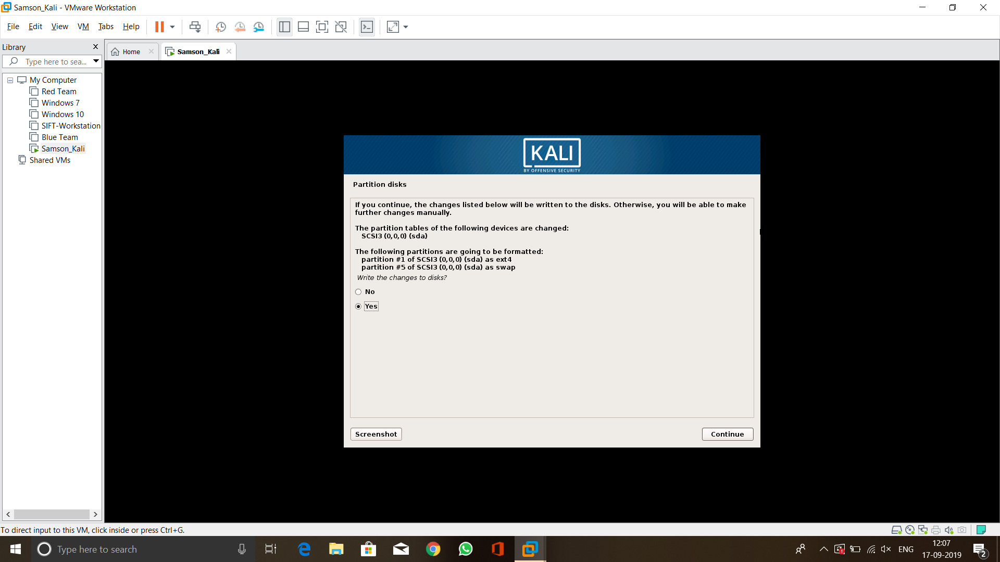 Samson_Kali - VMware Workstation
File Edit View VM Tabs Help
Library
Type here to sea...
My Computer
Red Team
Windows 7
Windows 10
SIFT-Workstation
Blue Team
Samson_Kali
Shared VMs
Home
Samson_Kali
KALI
BY OFFENSIVE SECURITY
Partition disks
If you continue, the changes listed below will be written to the disks. Otherwise, you will be able to make
further changes manually.
The partition tables of the following devices are changed:
SCSI3 (0,0,0) (sda)
The following partitions are going to be formatted:
partition #1 of SCSI3 (0,0,0) (sda) as ext4
partition #5 of SCSI3 (0,0,0) (sda) as swap
Write the changes to disks?
No
Yes
Screenshot
Continue
To direct input to this VM, click inside or press Ctrl+G.
Type here to search
ENG
12:07
17-09-2019
2